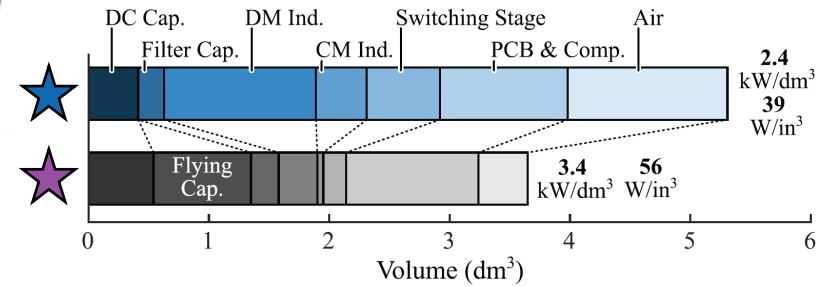 DC Cap.
DM Ind.
Switching Stage
Air
Filter Cap.
CM Ind.
PCB & Comp.
2.4
kW/dm³
39
W/in³
Flying
Cap.
3.4
kW/dm³
56
W/in³
0 1 2 3 4 5 6
Volume (dm³)